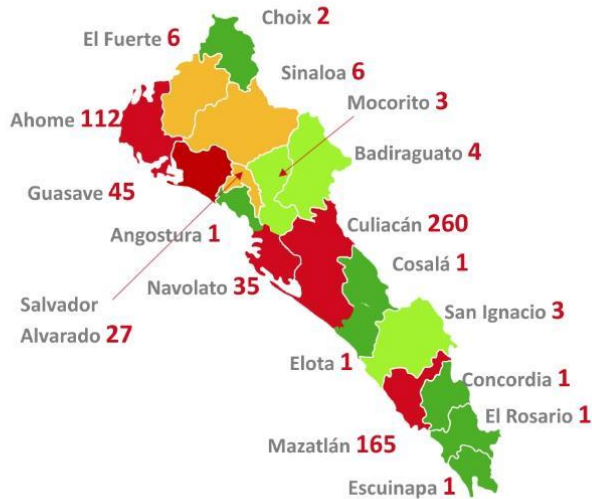 Choix 2
El Fuerte 6
Sinaloa 6
Mocorito 3
Ahome 112
Badiraguato 4
Guasave 45
Culiacán 260
Angostura 1
Cosalá 1
Navolato 35
Salvador
Alvarado 27
San Ignacio 3
Elota 1
Concordia 1
El Rosario 1
Mazatlán 165
Escuinapa 1